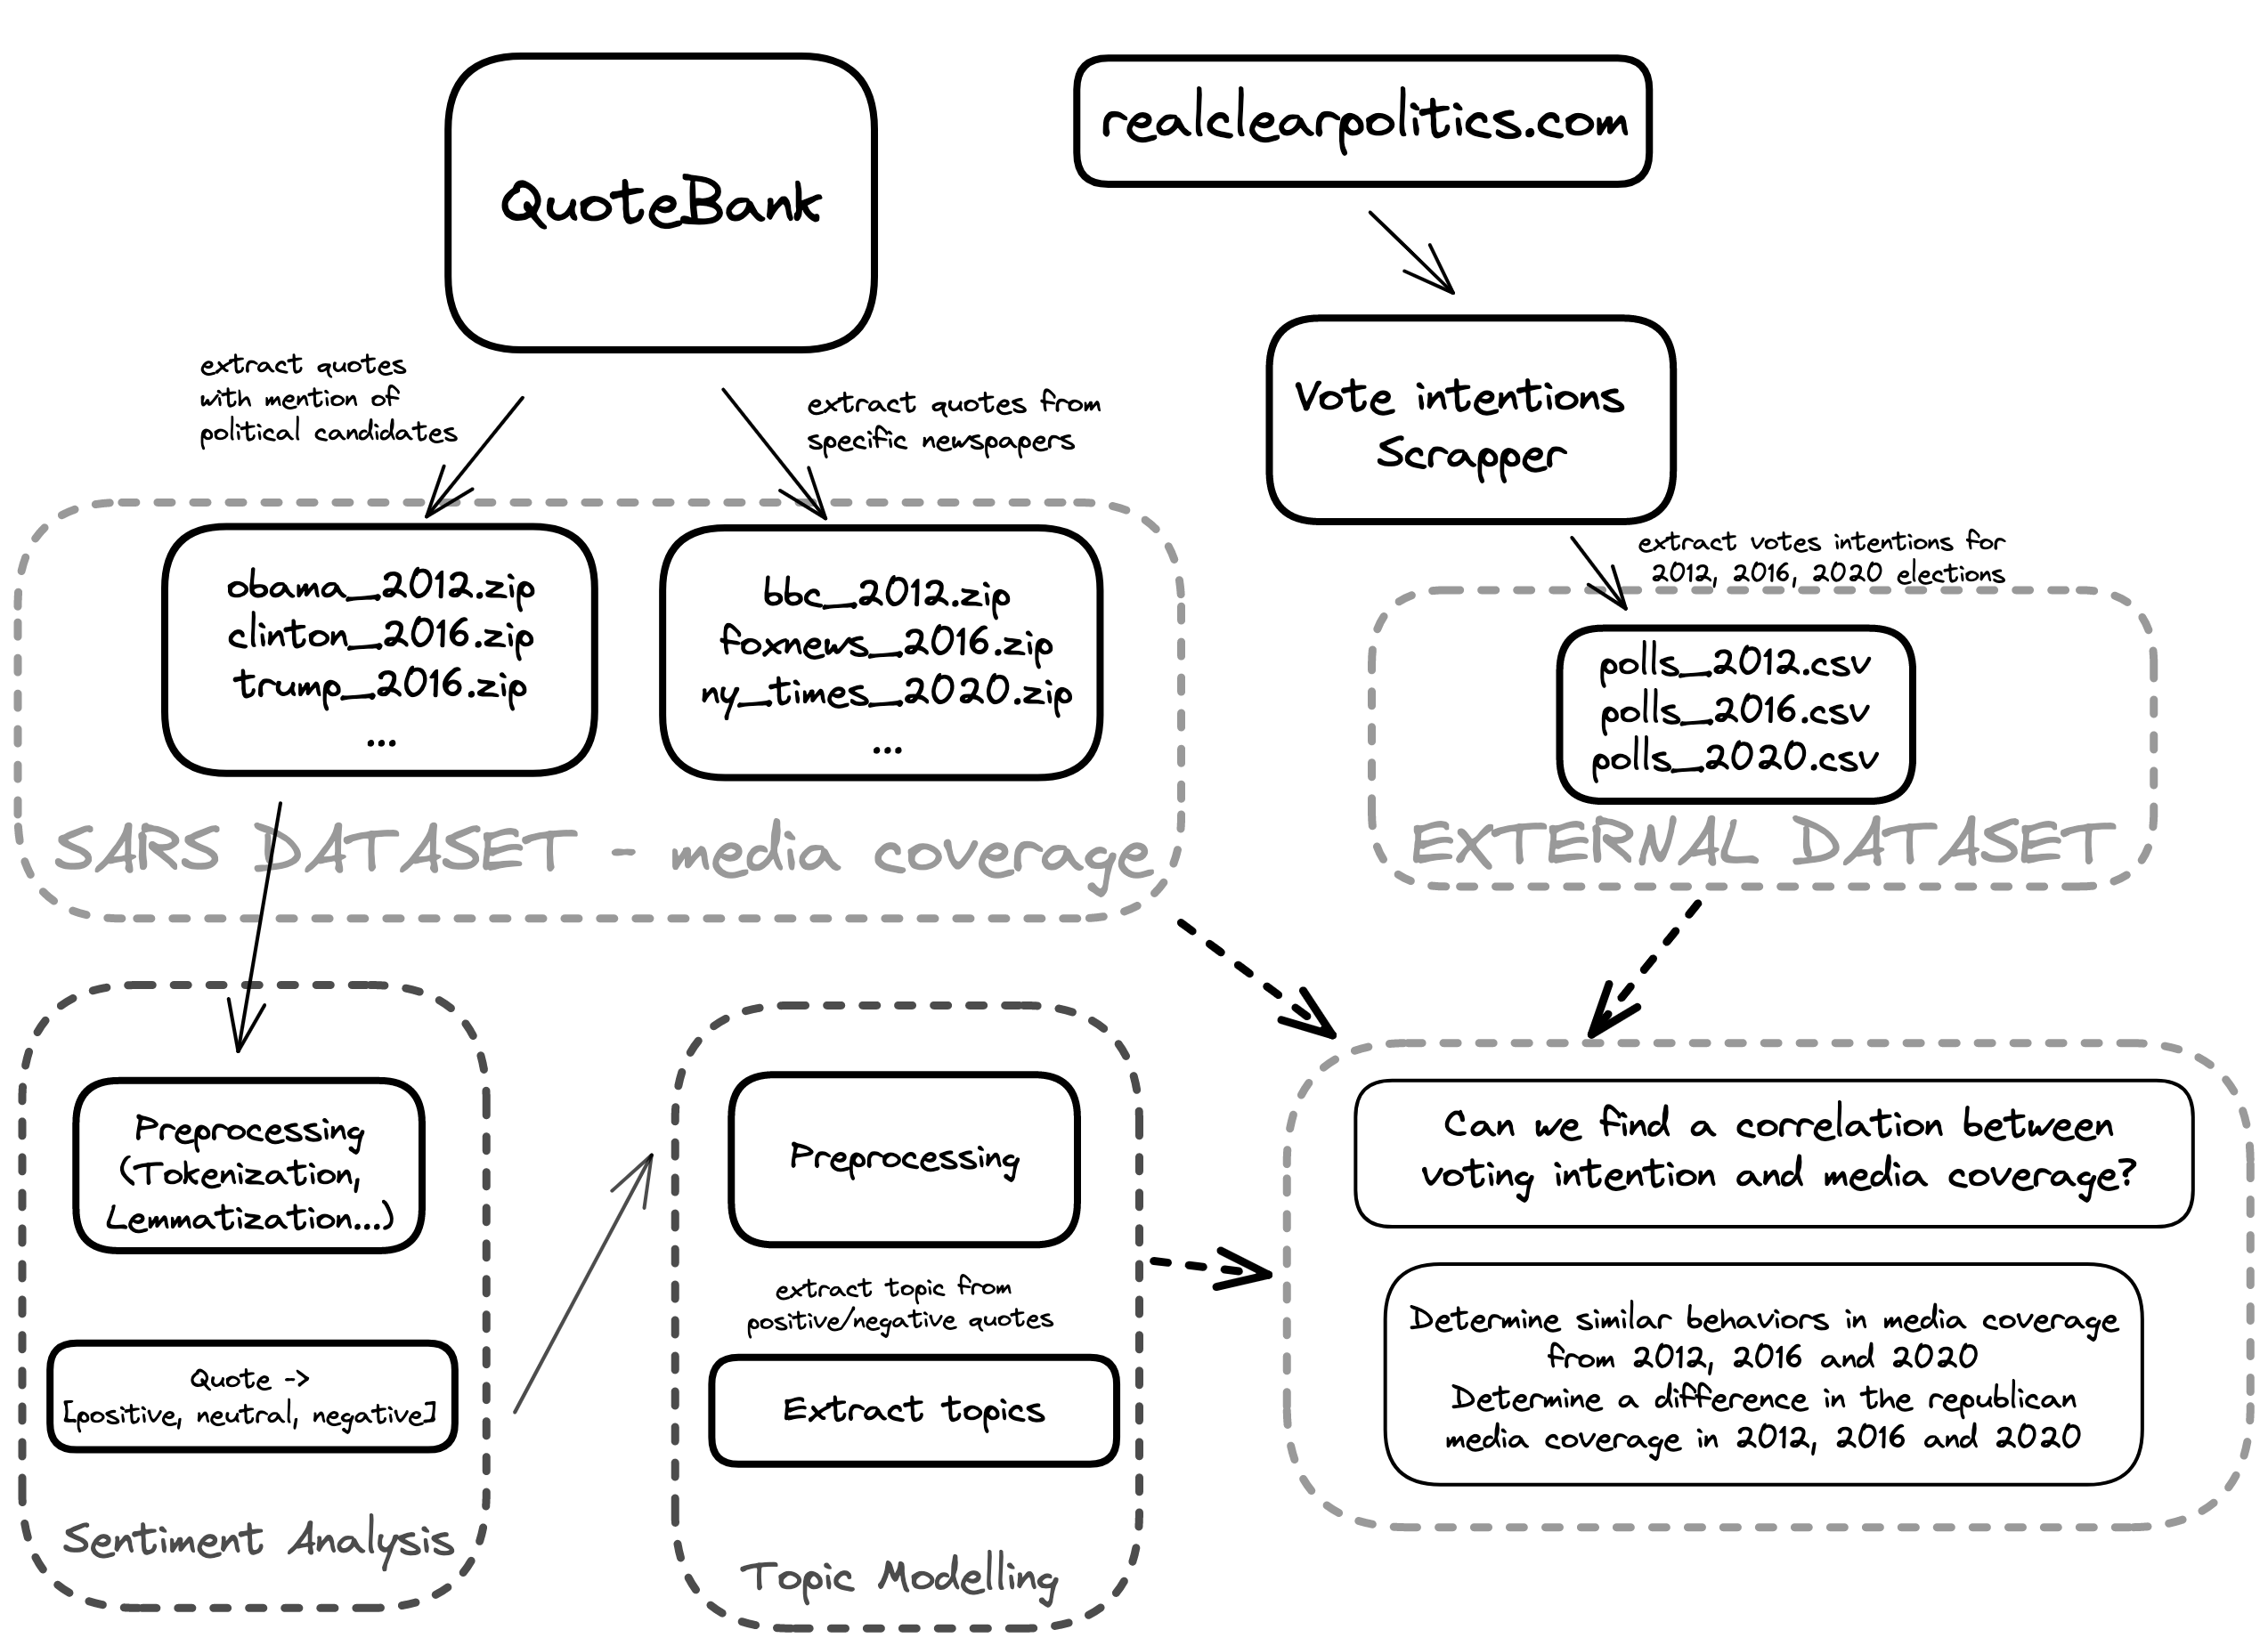 QuoteBank
realclearpolitics.com
Vote intentions
Scrapper
extract quotes
with mention of
political candidates
extract quotes from
specific newspapers
extract votes intentions for
2012, 2016, 2020 elections
obama_2012.zip
clinton_2016.zip
trump_2016.zip
...
bbc_2012.zip
foxnews_2016.zip
ny_times_2020.zip
...
polls_2012.csv
polls_2016.csv
polls_2020.csv
SARS DATASET - media coverage
EXTERNAL DATASET
Preprocessing
(Tokenization,
Lemmatization...)
Quote ->
[positive, neutral, negative]
Sentiment Analysis
Preprocessing
extract topic from
positive/negative quotes
Extract topics
Topic Modelling
Can we find a correlation between
voting intention and media coverage?
Determine similar behaviors in media coverage
from 2012, 2016 and 2020
Determine a difference in the republican
media coverage in 2012, 2016 and 2020